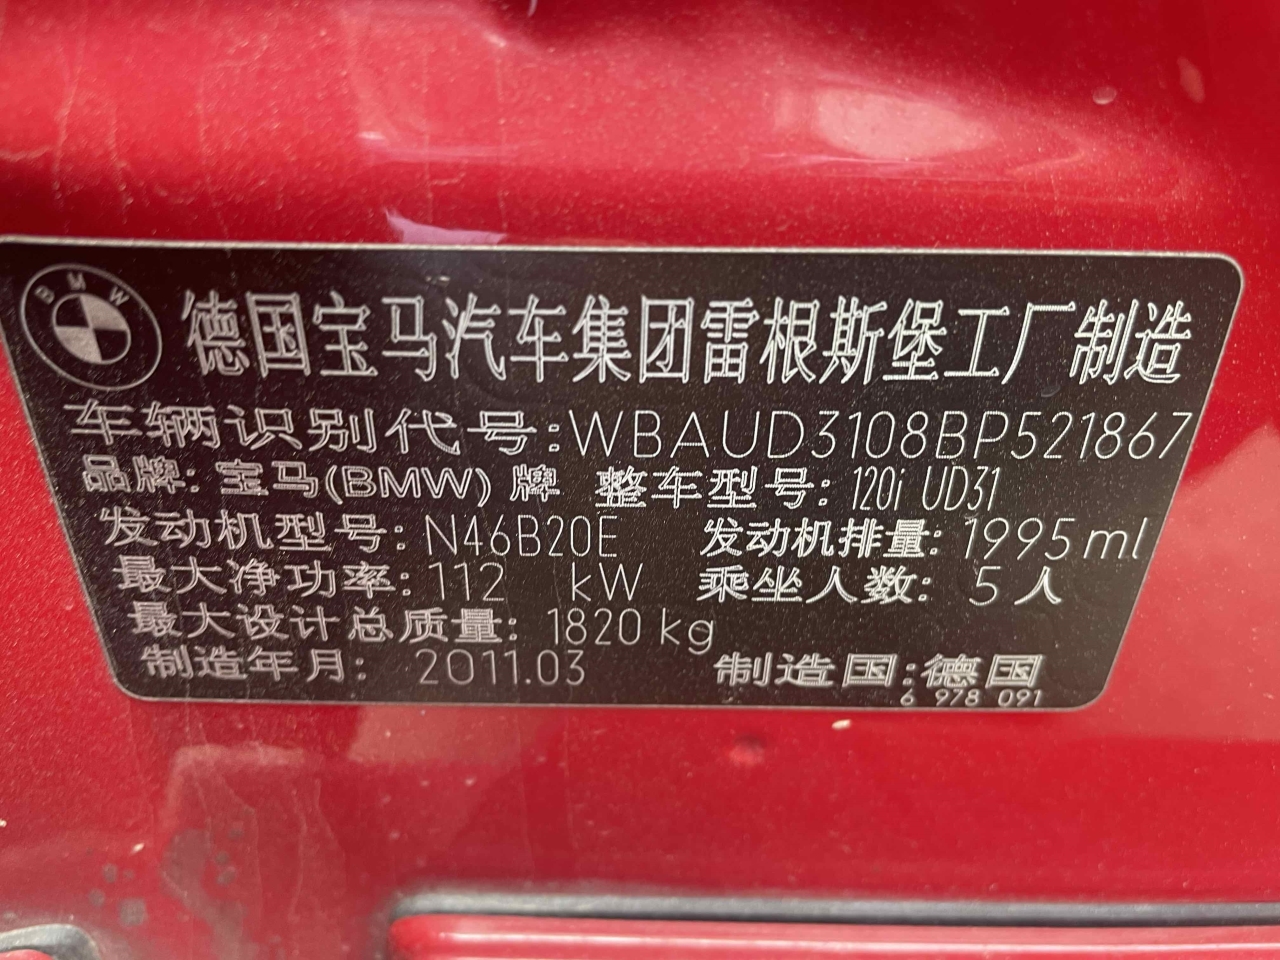 BMW
德国宝马汽车集团雷根斯堡工厂制造
车辆识别代号:WBAUD3108BP521867
品牌: 宝马(BMW) 牌 整车型号: 120i UD31
发动机型号: N46B20E 发动机排量: 1995ml
最大净功率: 112 kW 乘坐人数: 5人
最大设计总质量: 1820 kg
制造年月: 2011.03 制造国:德国
6 978 091